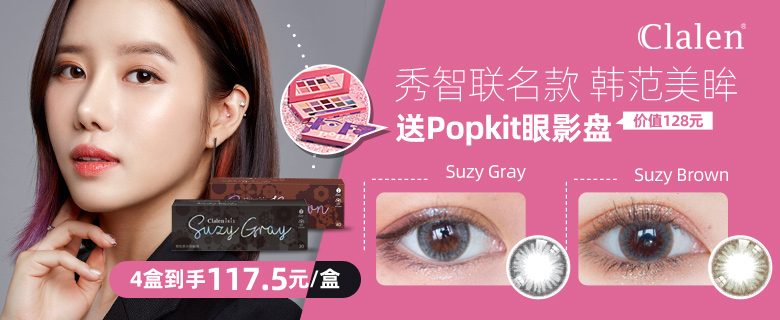 Clalen®
秀智联名款 韩范美眸
送Popkit眼影盘
价值128元
Suzy Gray
Suzy Brown
Clalen Iris
Suzy Gray
4盒到手117.5元/盒